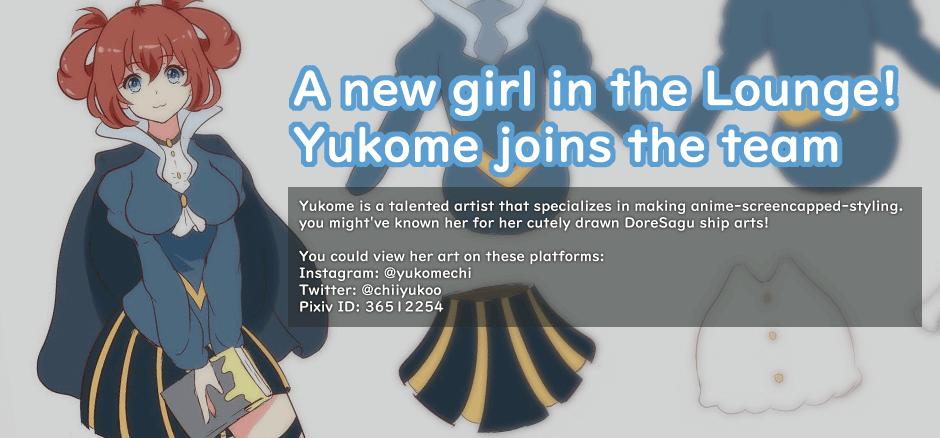 A new girl in the Lounge!
Yukome joins the team
Yukome is a talented artist that specializes in making anime-screencapped-styling.
you might've known her for her cutely drawn DoreSagu ship arts!
You could view her art on these platforms:
Instagram: @yukomechi
Twitter: @chiiyukoo
Pixiv ID: 36512254